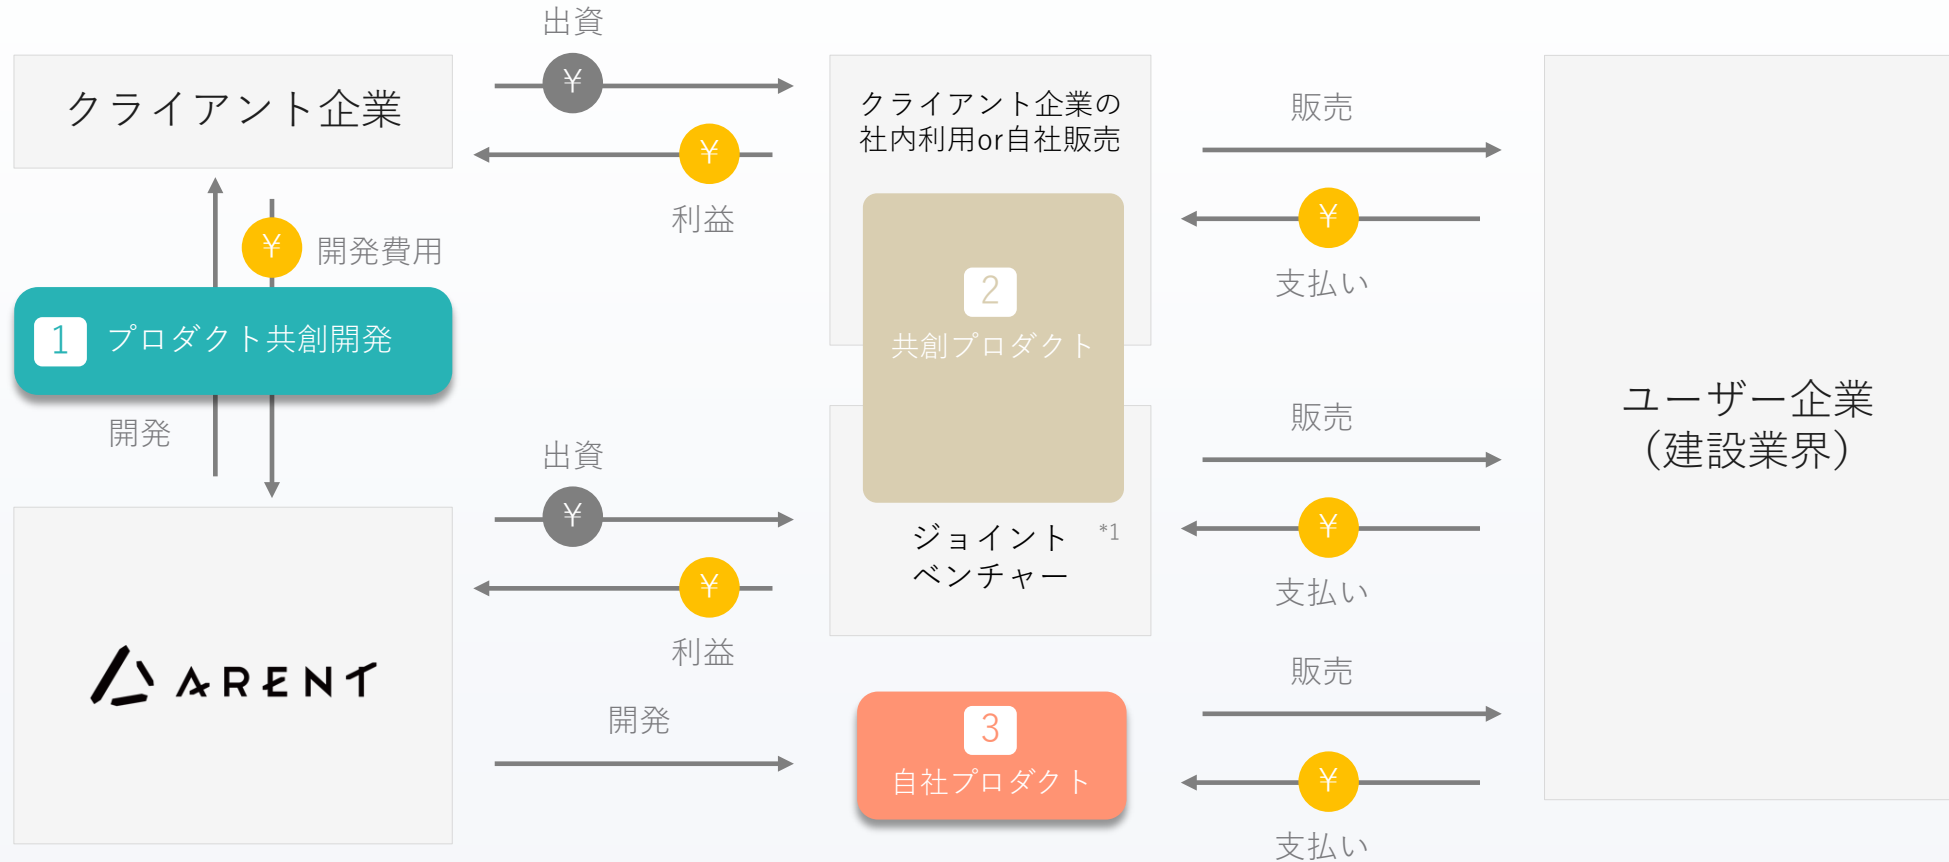 出資
¥
クライアント企業
¥
利益
クライアント企業の
社内利用or自社販売
販売
¥
支払い
¥
開発費用
1 プロダクト共創開発
開発
2
共創プロダクト
出資
¥
¥
利益
ジョイント *1
ベンチャー
販売
¥
支払い
ユーザー企業
（建設業界）
ARENT
開発
3
自社プロダクト
販売
¥
支払い